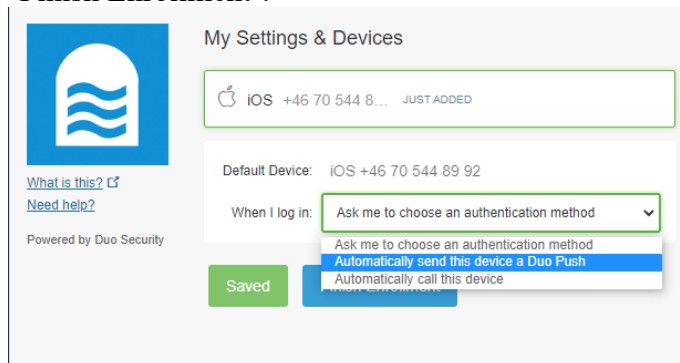 My Settings & Devices
iOS +46 70 544 8... JUST ADDED
Default Device: iOS +46 70 544 89 92
When I log in: Ask me to choose an authentication method
Ask me to choose an authentication method
Automatically send this device a Duo Push
Automatically call this device
Saved
What is this?
Need help?
Powered by Duo Security